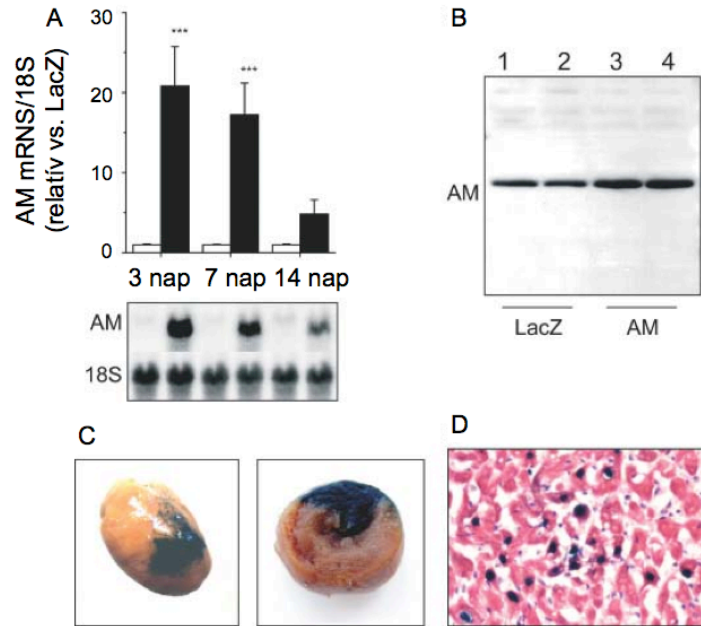 A
AM mRNS/18S
(relativ vs. LacZ)
30
20
10
0
***
***
3 nap 7 nap 14 nap
AM
18S
B
1 2 3 4
AM
LacZ AM
C
D